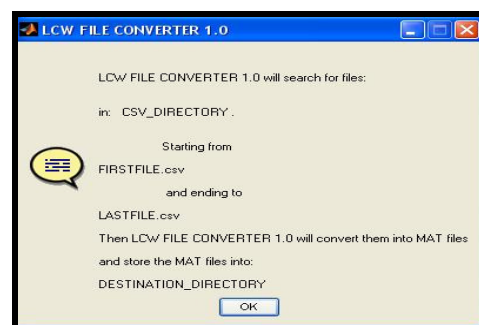 LCW FILE CONVERTER 1.0
LCW FILE CONVERTER 1.0 will search for files:
in: CSV_DIRECTORY .
Starting from
FIRSTFILE.csv
and ending to
LASTFILE.csv
Then LCW FILE CONVERTER 1.0 will convert them into MAT files
and store the MAT files into:
DESTINATION_DIRECTORY
OK